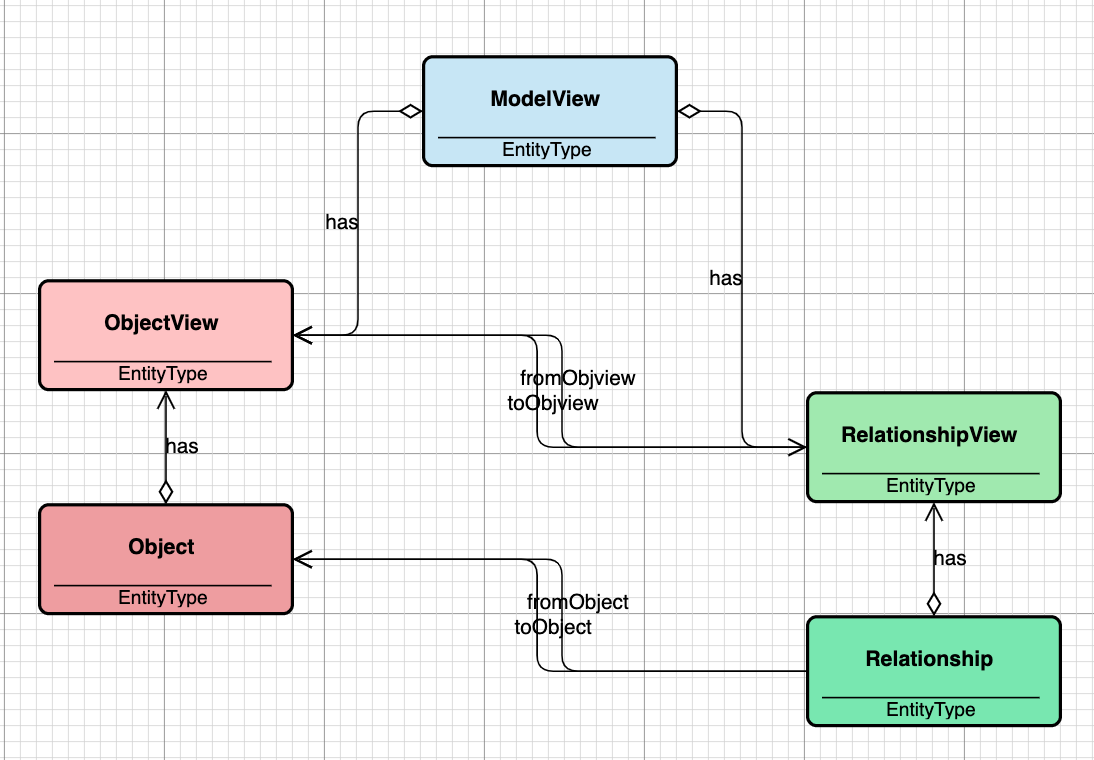 ModelView
EntityType
has
has
ObjectView
EntityType
fromObjview
toObjview
RelationshipView
EntityType
has
Object
EntityType
has
fromObject
toObject
Relationship
EntityType